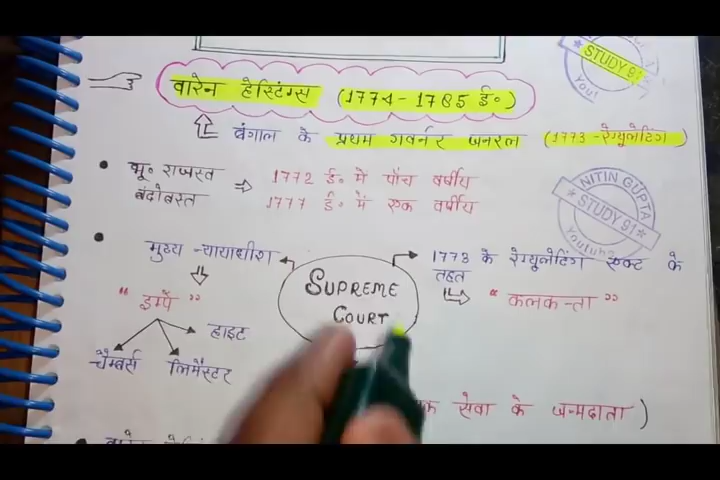 वारेन हेस्टिंग्स (1774-1785 ई०)
बंगाल के प्रथम गवर्नर जनरल (1773-रेग्यूलेटिंग)
भू० राजस्व बंदोबस्त ⇒ 1772 ई० में पाँच वर्षीय
1777 ई० में एक वर्षीय
मुख्य न्यायाधीश
"इम्पे"
चैम्बर्स
लिमैस्टर
हाइट
SUPREME
COURT
1773 के रेग्यूलेटिंग एक्ट के
तहत
"कलकत्ता"
सेवा के जन्मदाता)
NITIN GUPTA
STUDY 91
Youtube
STUDY 91